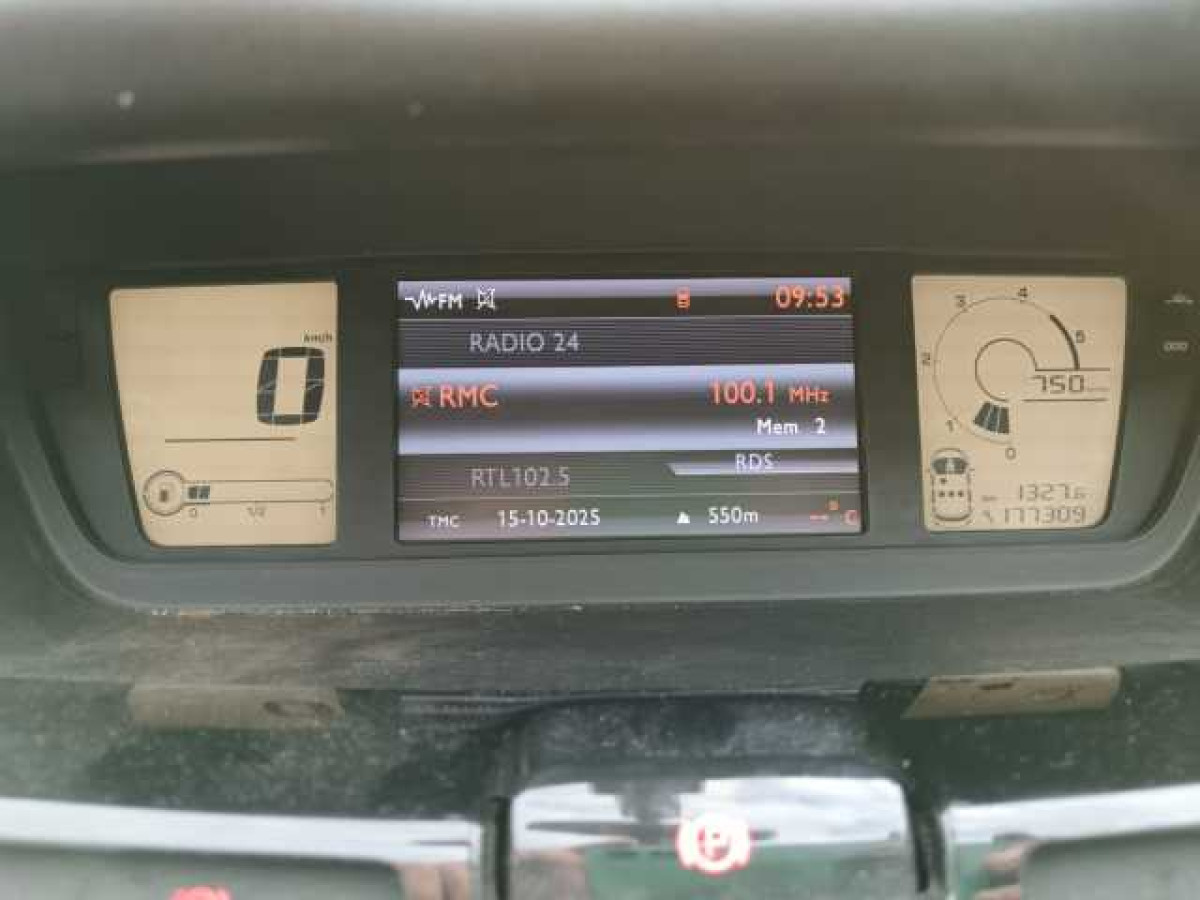 km/h
0
0 1/2 1
FM 09:53
RADIO 24
RMC 100.1 MHz
Mem 2
RDS
RTL102.5
TMC 15-10-2025 550m --°C
3 4
2 5
750
1
0
1327.6
177309
P